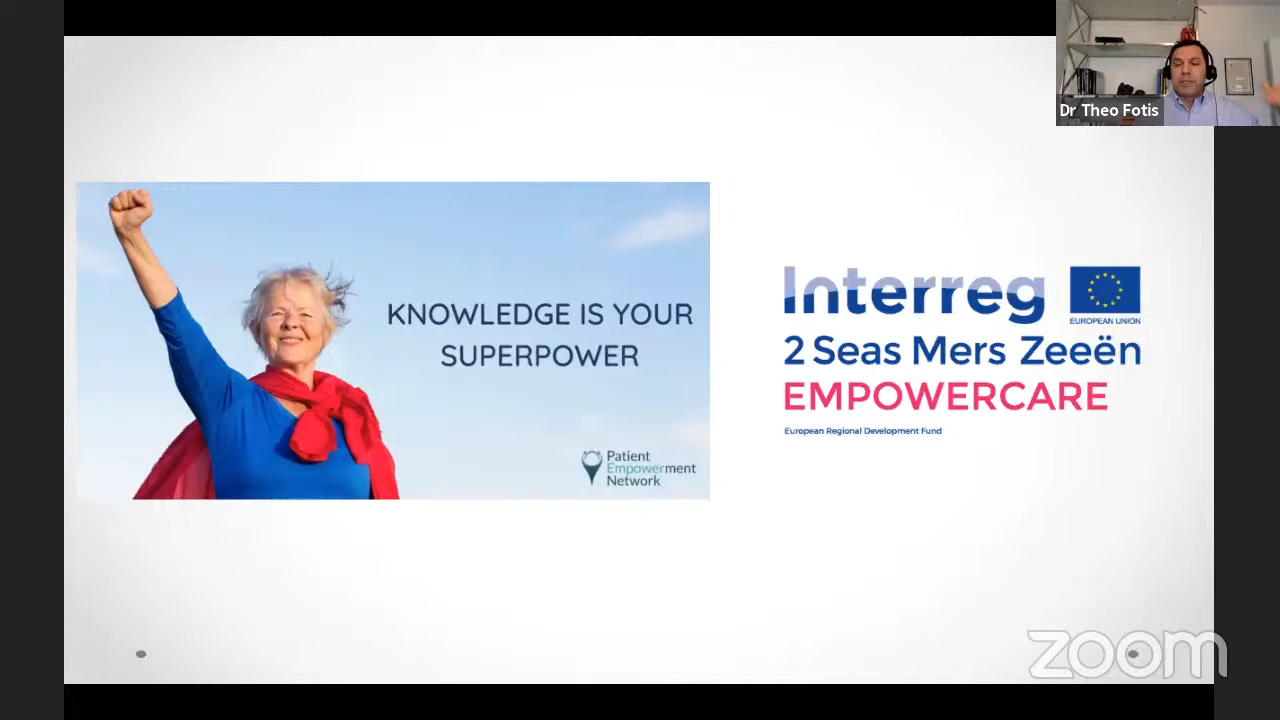 Dr Theo Fotis
KNOWLEDGE IS YOUR
SUPERPOWER
Patient
Empowerment
Network
Interreg
EUROPEAN UNION
2 Seas Mers Zeeën
EMPOWERCARE
European Regional Development Fund
zoom